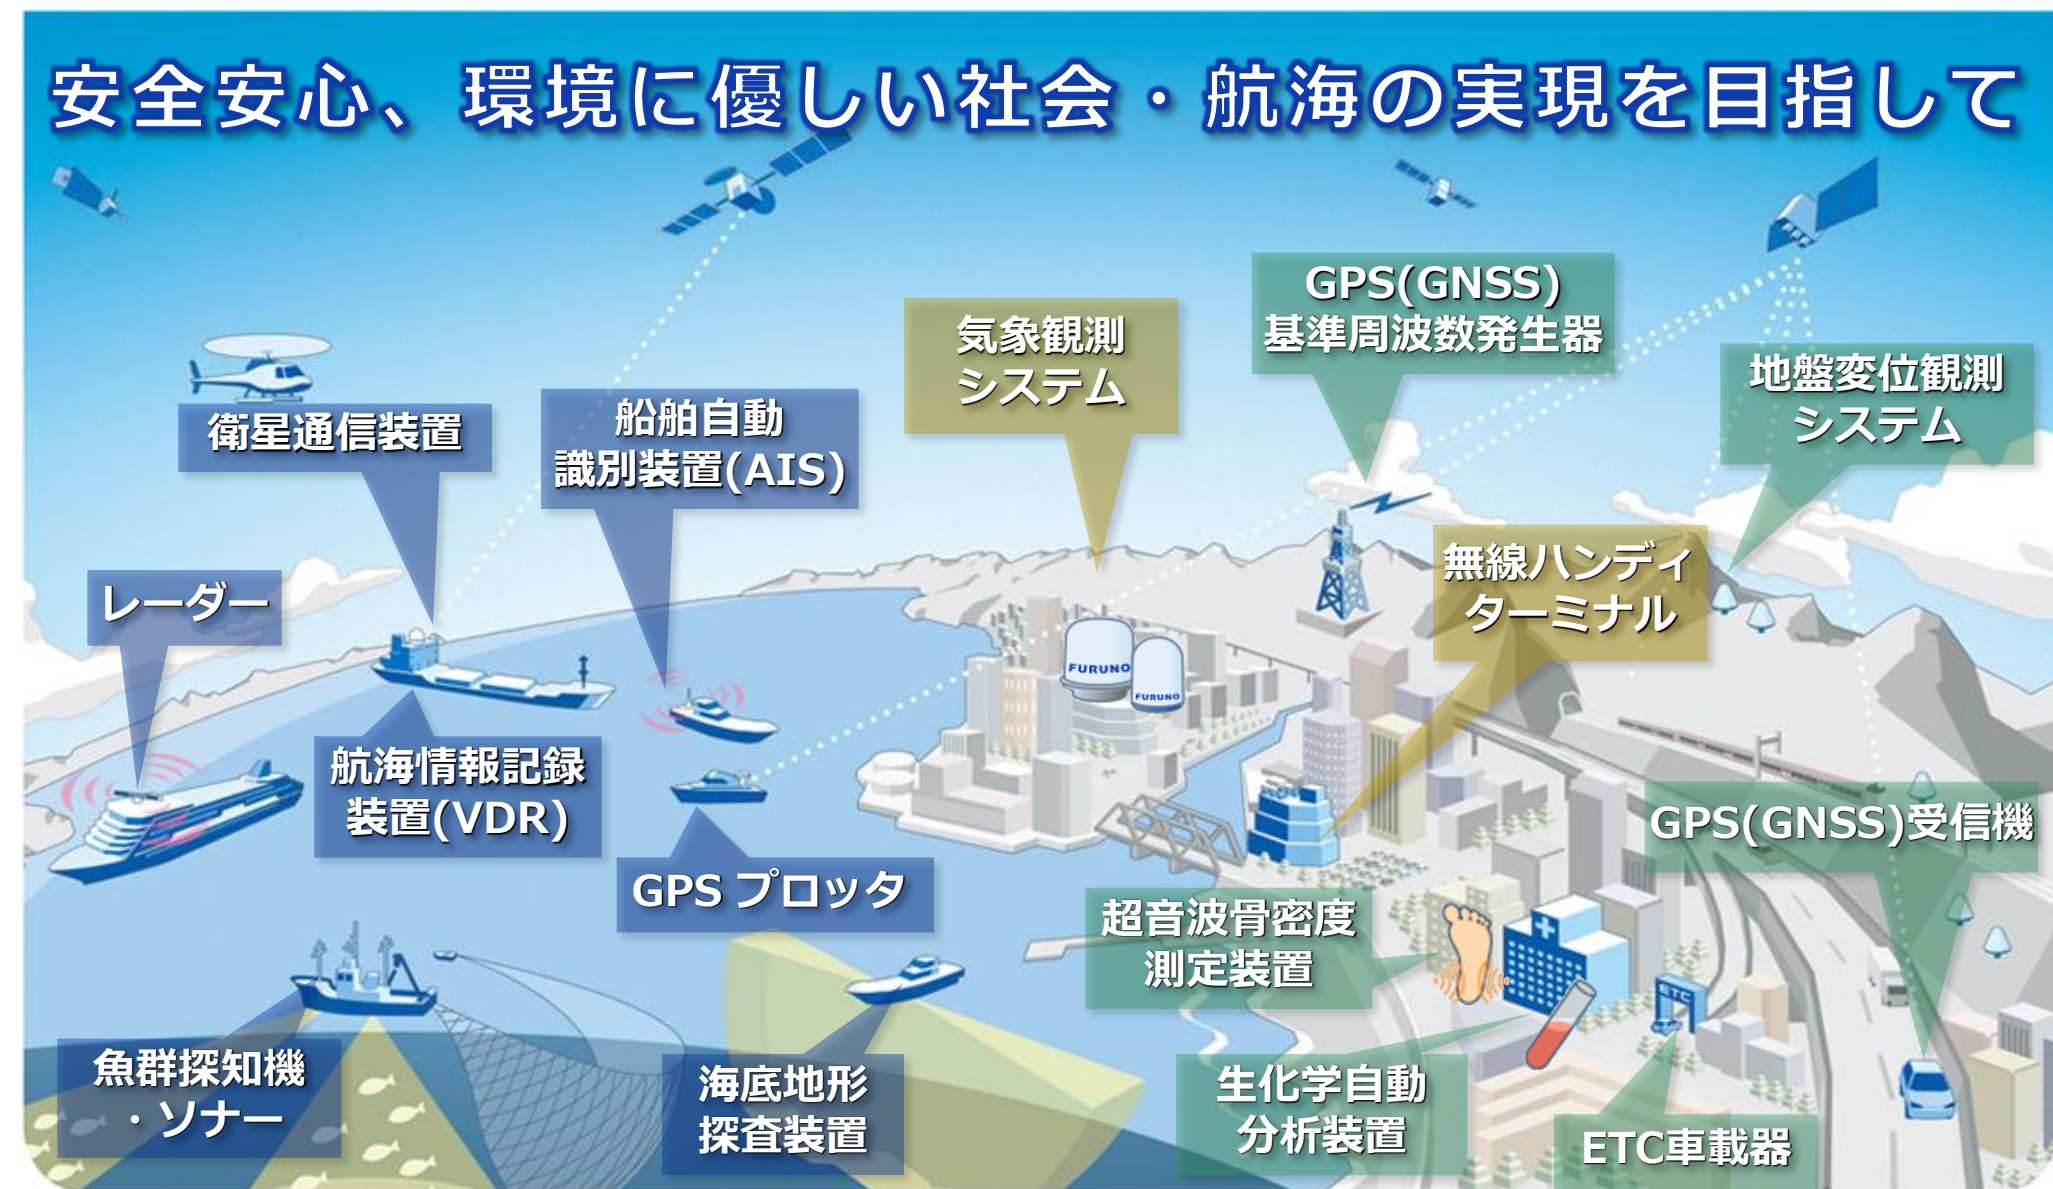 安全安心、環境に優しい社会・航海の実現を目指して
GPS(GNSS)
基準周波数発生器
気象観測
システム
地盤変位観測
システム
衛星通信装置
船舶自動
識別装置(AIS)
無線ハンディ
ターミナル
レーダー
FURUNO
FURUNO
航海情報記録
装置(VDR)
GPS(GNSS)受信機
GPS プロッタ
超音波骨密度
測定装置
ETC
魚群探知機
・ソナー
海底地形
探査装置
生化学自動
分析装置
ETC車載器